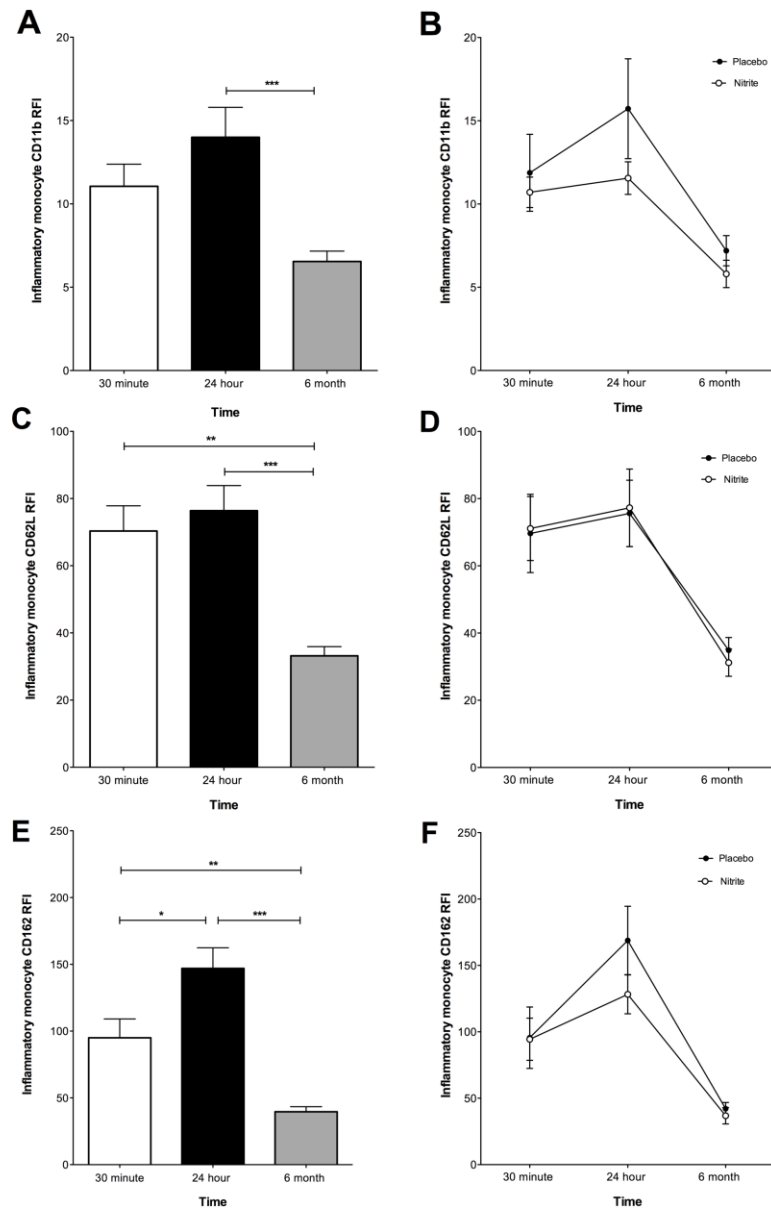 A
Inflammatory monocyte CD11b RFI
20
15
10
5
0
***
30 minute
24 hour
6 month
Time
B
Inflammatory monocyte CD11b RFI
20
15
10
5
0
Placebo
Nitrite
30 minute
24 hour
6 month
Time
C
Inflammatory monocyte CD62L RFI
100
80
60
40
20
0
**
***
30 minute
24 hour
6 month
Time
D
Inflammatory monocyte CD62L RFI
100
80
60
40
20
0
Placebo
Nitrite
30 minute
24 hour
6 month
Time
E
Inflammatory monocyte CD162 RFI
250
200
150
100
50
0
**
*
***
30 minute
24 hour
6 month
Time
F
Inflammatory monocyte CD162 RFI
250
200
150
100
50
0
Placebo
Nitrite
30 minute
24 hour
6 month
Time